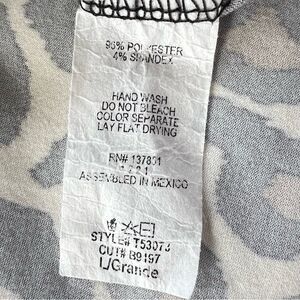 96% POLYESTER
4% SPANDEX
HAND WASH
DO NOT BLEACH
COLOR SEPARATE
LAY FLAT DRYING
RN# 137801
ASSEMBLED IN MEXICO
STYLE# T53073
CUT# B9197
L/Grande